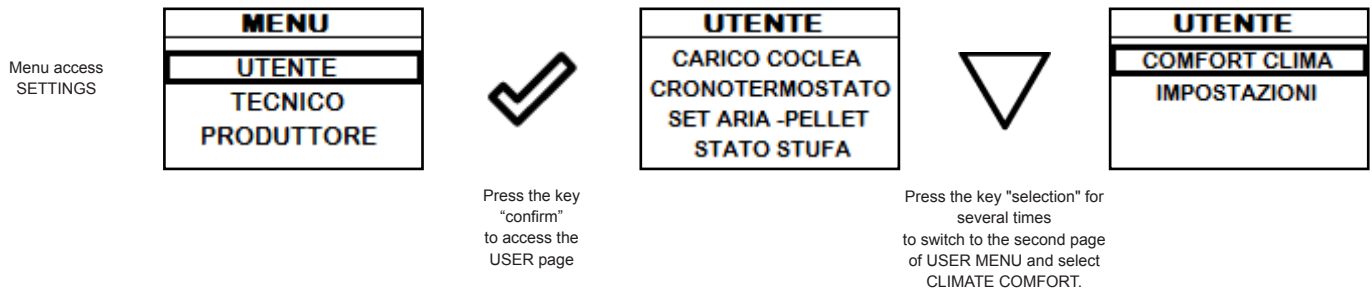 Menu access
SETTINGS
MENU
UTENTE
TECNICO
PRODUTTORE
Press the key
“confirm”
to access the
USER page
UTENTE
CARICO COCLEA
CRONOTERMOSTATO
SET ARIA -PELLET
STATO STUFA
Press the key "selection" for
several times
to switch to the second page
of USER MENU and select
CLIMATE COMFORT.
UTENTE
COMFORT CLIMA
IMPOSTAZIONI